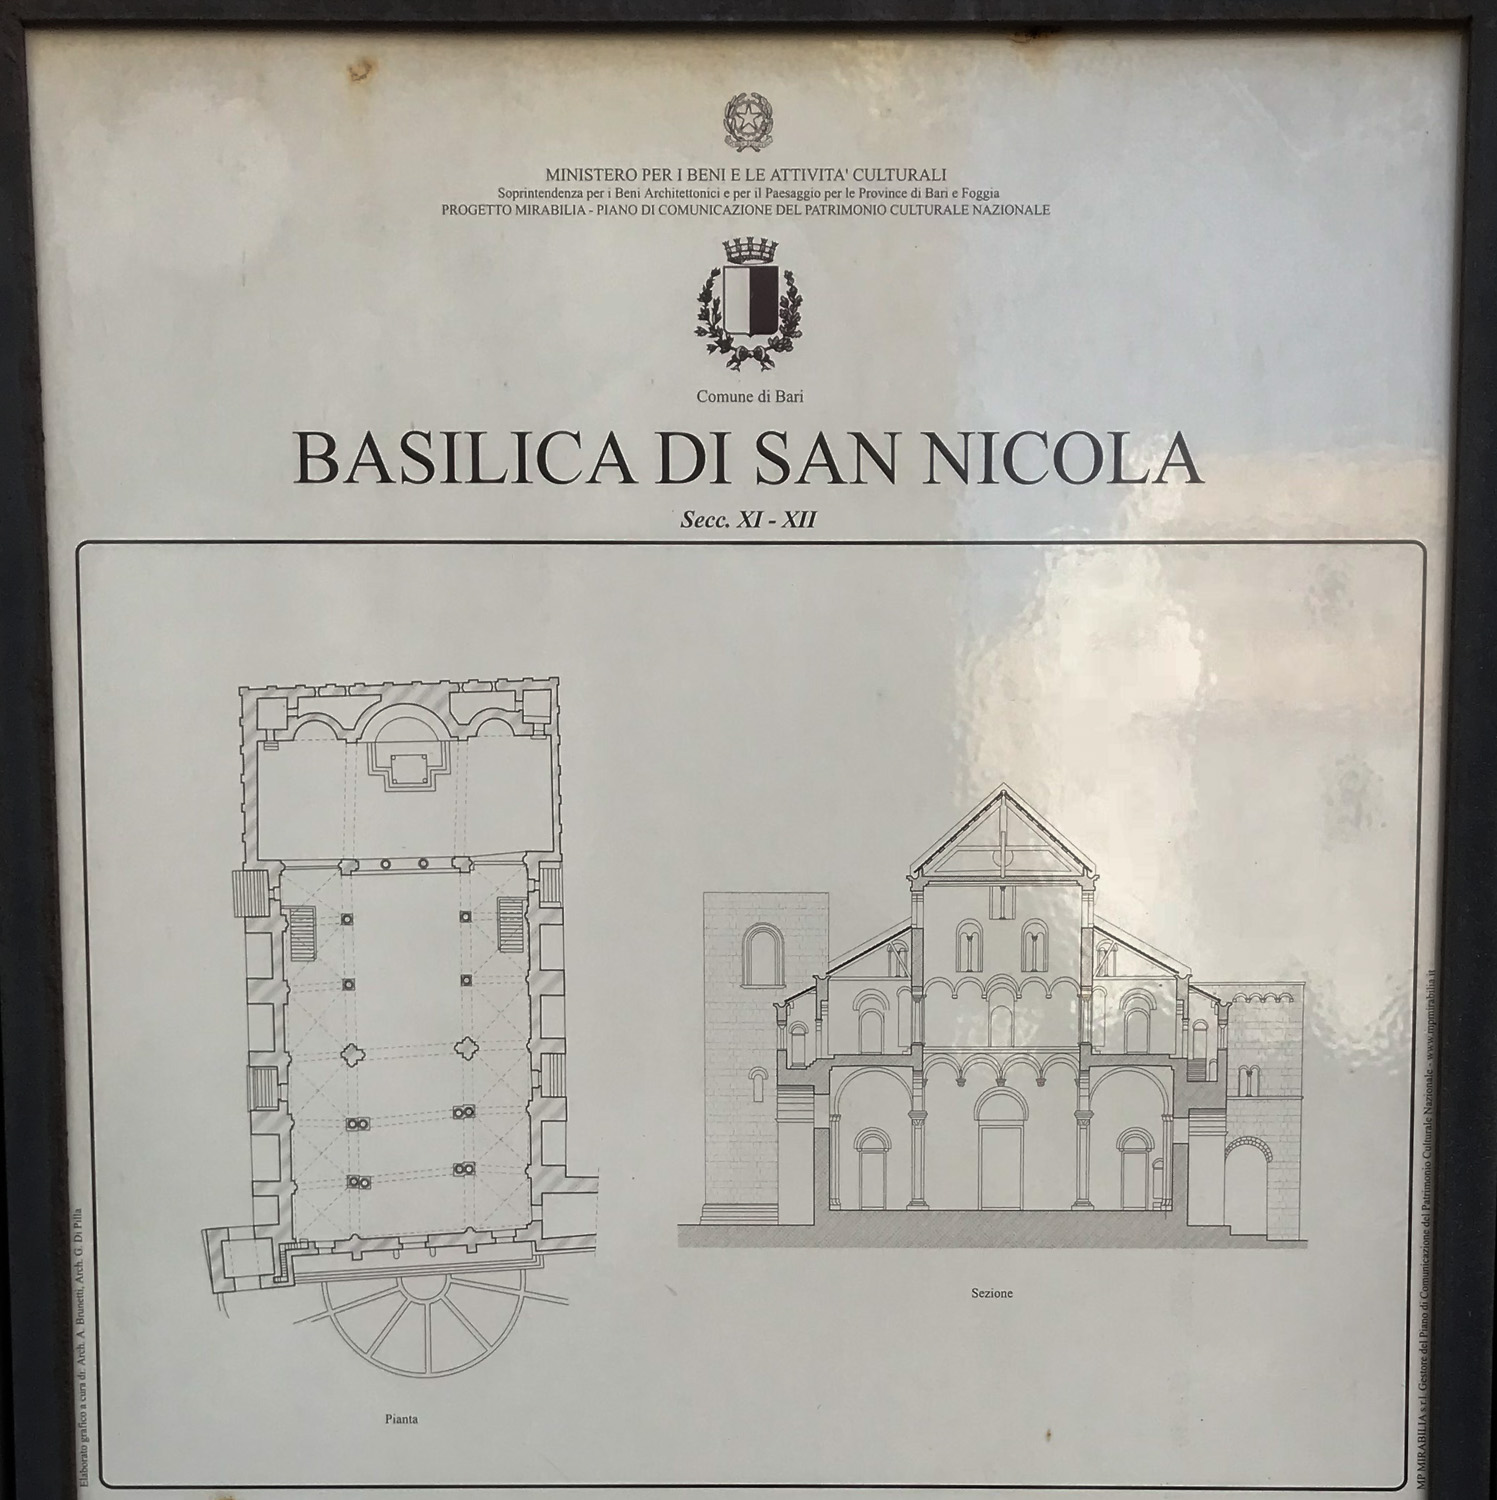 MINISTERO PER I BENI E LE ATTIVITA' CULTURALI
Soprintendenza per i Beni Architettonici e per il Paesaggio per le Province di Bari e Foggia
PROGETTO MIRABILIA - PIANO DI COMUNICAZIONE DEL PATRIMONIO CULTURALE NAZIONALE
Comune di Bari
BASILICA DI SAN NICOLA
Secc. XI - XII
Sezione
Pianta
Elaborato grafico a cura di: Arch. A. Brunetti, Arch. G. Di Pilla
MP MIRABILIA s.r.l. Gestore del Piano di Comunicazione del Patrimonio Culturale Nazionale - www.mpmirabilia.it